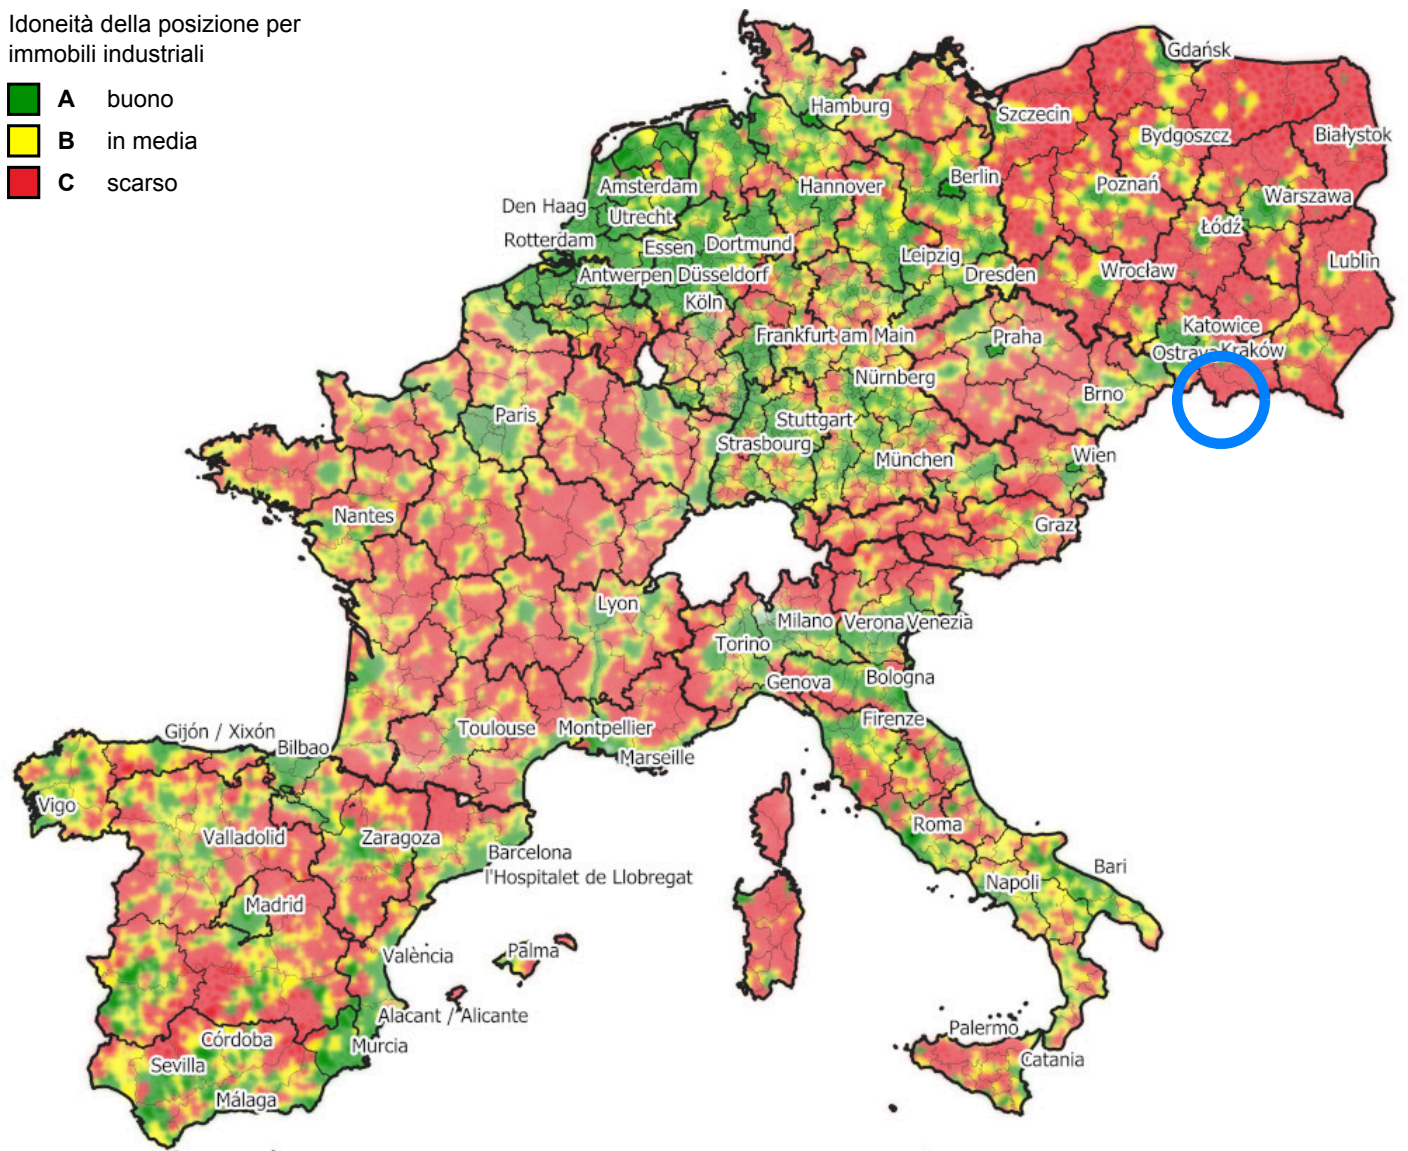 Idoneità della posizione per
immobili industriali
A buono
B in media
C scarso
Gdańsk
Hamburg
Szczecin
Bydgoszcz
Białystok
Amsterdam
Hannover
Berlin
Poznań
Warszawa
Den Haag
Utrecht
Łódź
Rotterdam
Essen
Dortmund
Leipzig
Lublin
Antwerpen
Düsseldorf
Dresden
Wrocław
Köln
Katowice
Frankfurt am Main
Praha
Ostrava
Kraków
Nürnberg
Brno
Paris
Stuttgart
Strasbourg
München
Wien
Nantes
Graz
Lyon
Milano
Verona
Venezia
Torino
Genova
Bologna
Firenze
Gijón / Xixón
Bilbao
Toulouse
Montpellier
Marseille
Vigo
Valladolid
Zaragoza
Roma
Barcelona
l'Hospitalet de Llobregat
Bari
Napoli
Madrid
València
Palma
Alacant / Alicante
Palermo
Córdoba
Murcia
Catania
Sevilla
Málaga